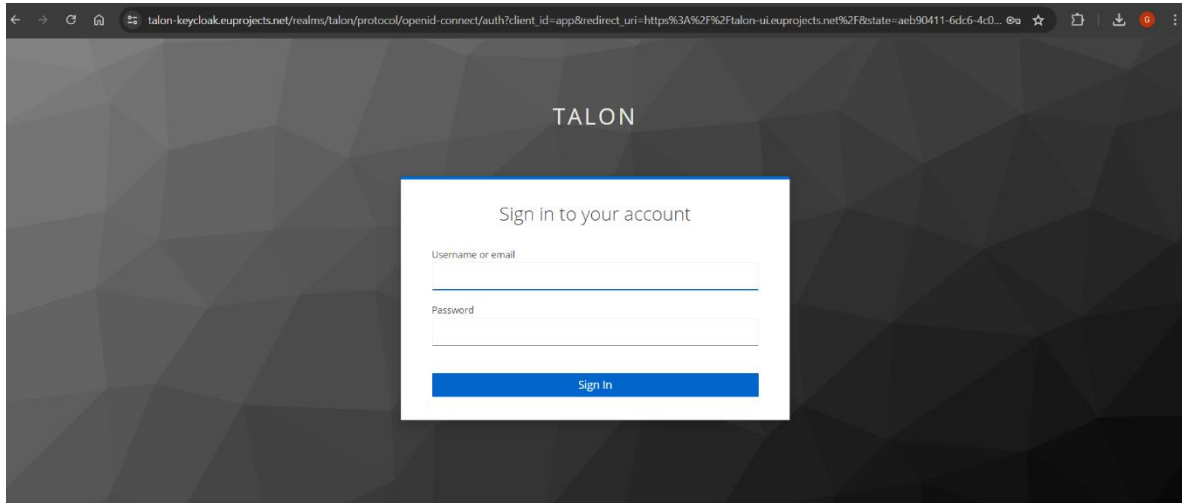 talon-keycloak.euprojects.net/realms/talon/protocol/openid-connect/auth?client_id=app&redirect_uri=https%3A%2F%2Ftalon-ui.euprojects.net%2F&state=aeb90411-6dc6-4c0...
G
TALON
Sign in to your account
Username or email
Password
Sign In